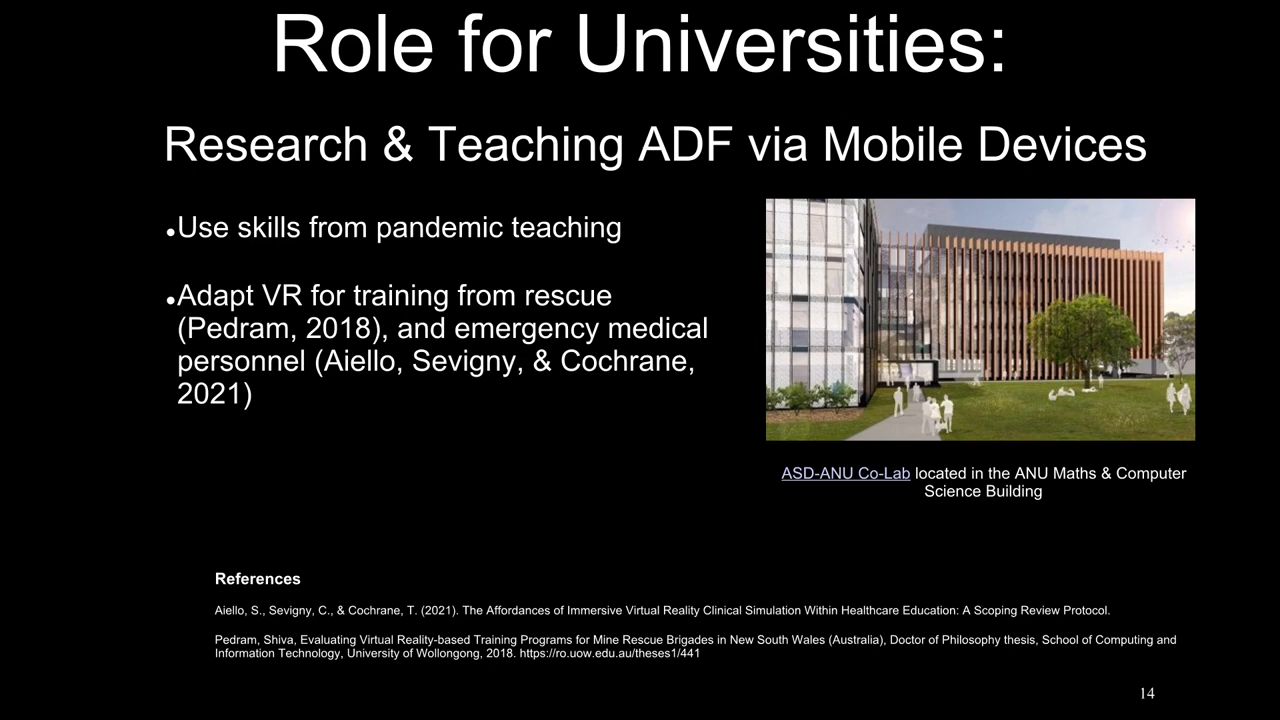 Role for Universities:
Research & Teaching ADF via Mobile Devices
●Use skills from pandemic teaching
●Adapt VR for training from rescue
(Pedram, 2018), and emergency medical
personnel (Aiello, Sevigny, & Cochrane,
2021)
ASD-ANU Co-Lab located in the ANU Maths & Computer
Science Building
References
Aiello, S., Sevigny, C., & Cochrane, T. (2021). The Affordances of Immersive Virtual Reality Clinical Simulation Within Healthcare Education: A Scoping Review Protocol.
Pedram, Shiva, Evaluating Virtual Reality-based Training Programs for Mine Rescue Brigades in New South Wales (Australia), Doctor of Philosophy thesis, School of Computing and
Information Technology, University of Wollongong, 2018. https://ro.uow.edu.au/theses1/441
14